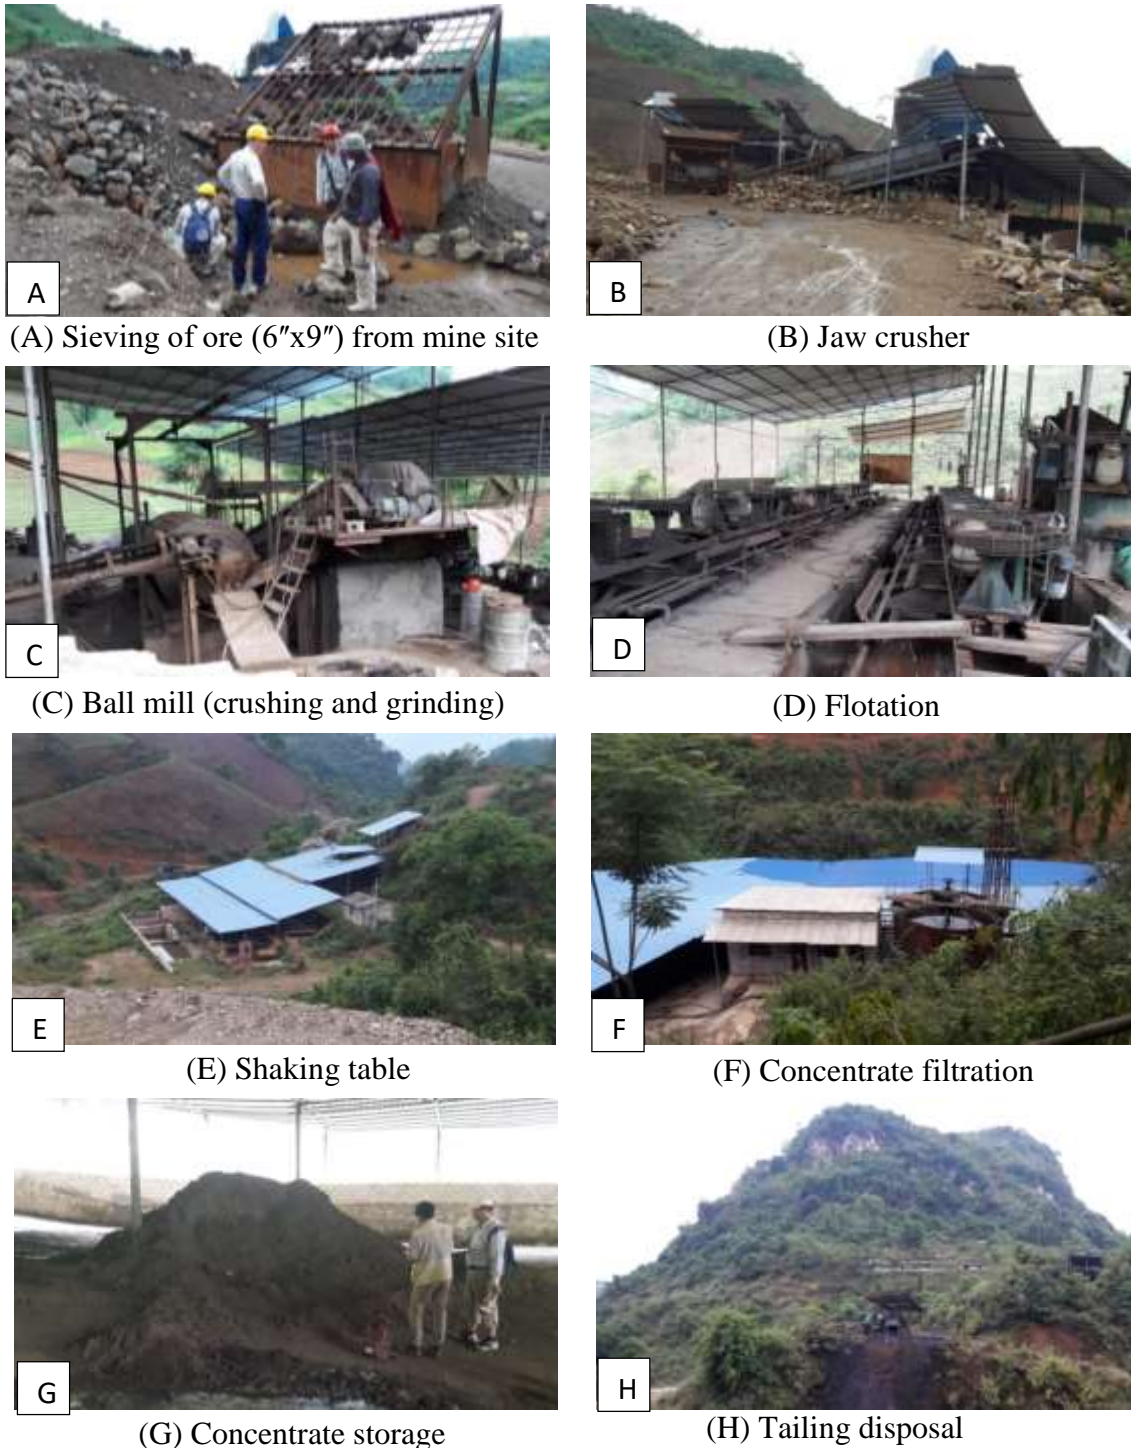 A
B
(A) Sieving of ore (6″x9″) from mine site
(B) Jaw crusher
C
D
(C) Ball mill (crushing and grinding)
(D) Flotation
E
F
(E) Shaking table
(F) Concentrate filtration
G
H
(G) Concentrate storage
(H) Tailing disposal